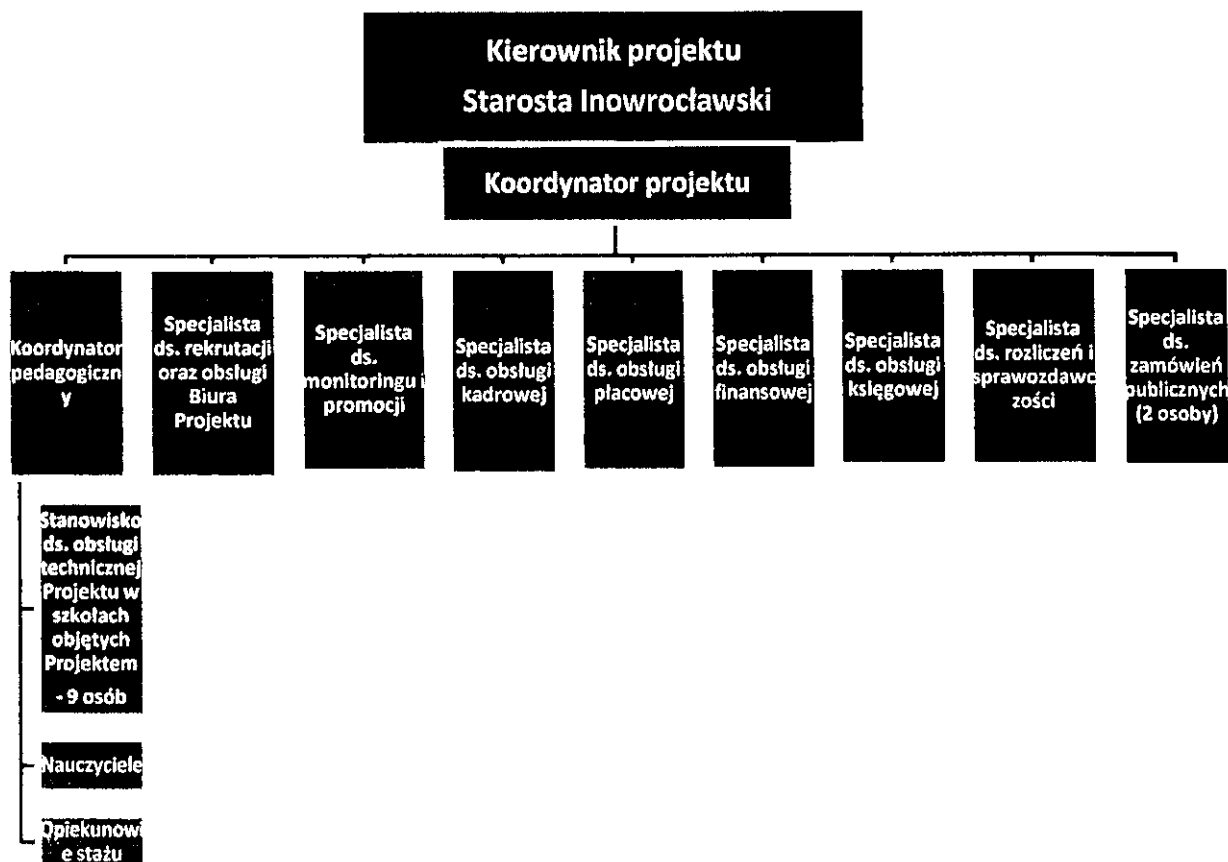 Kierownik projektu
Starosta Inowrocławski
Koordynator projektu
Koordynator
pedagogiczn
y
Specjalista
ds. rekrutacji
oraz obsługi
Biura
Projektu
Specjalista
ds.
monitoringu i
promocji
Specjalista
ds. obsługi
kadrowej
Specjalista
ds. obsługi
płacowej
Specjalista
ds. obsługi
finansowej
Specjalista
ds. obsługi
księgowej
Specjalista
ds. rozliczeń i
sprawozdawc
zości
Specjalista
ds.
zamówień
publicznych
(2 osoby)
Stanowisko
ds. obsługi
technicznej
Projektu w
szkołach
objętych
Projektem
- 9 osób
Nauczyciele
Opiekunowi
e stażu